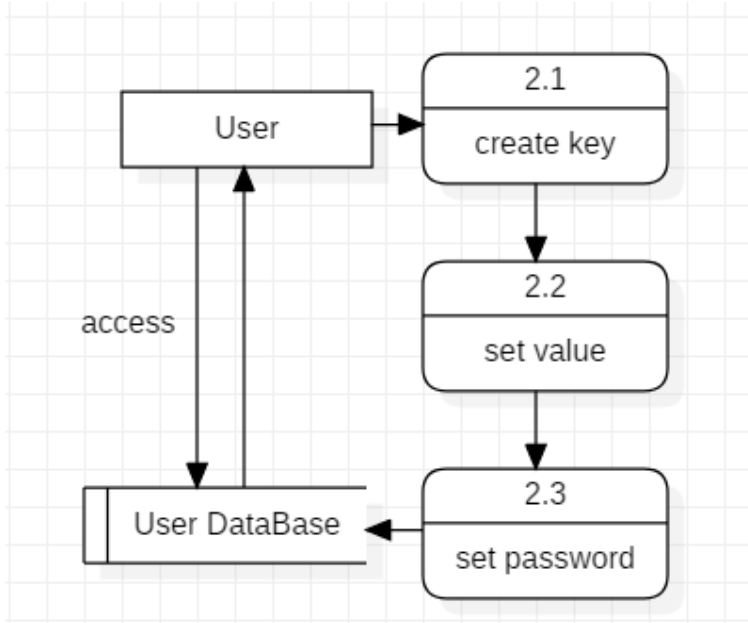 2.1
User
create key
2.2
access
set value
2.3
User DataBase
set password